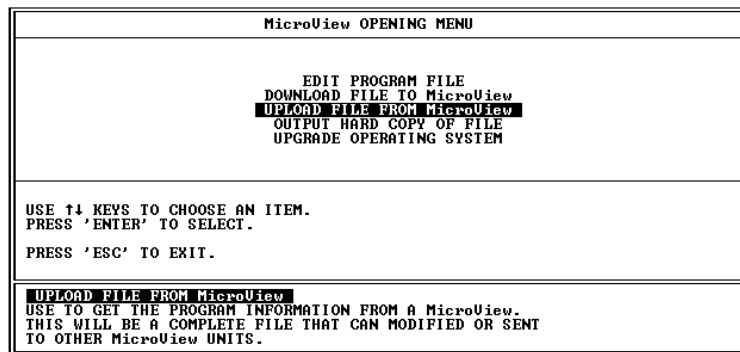 MicroView OPENING MENU
EDIT PROGRAM FILE
DOWNLOAD FILE TO MicroView
UPLOAD FILE FROM MicroView
OUTPUT HARD COPY OF FILE
UPGRADE OPERATING SYSTEM
USE ↑↓ KEYS TO CHOOSE AN ITEM.
PRESS 'ENTER' TO SELECT.
PRESS 'ESC' TO EXIT.
UPLOAD FILE FROM MicroView
USE TO GET THE PROGRAM INFORMATION FROM A MicroView.
THIS WILL BE A COMPLETE FILE THAT CAN MODIFIED OR SENT
TO OTHER MicroView UNITS.